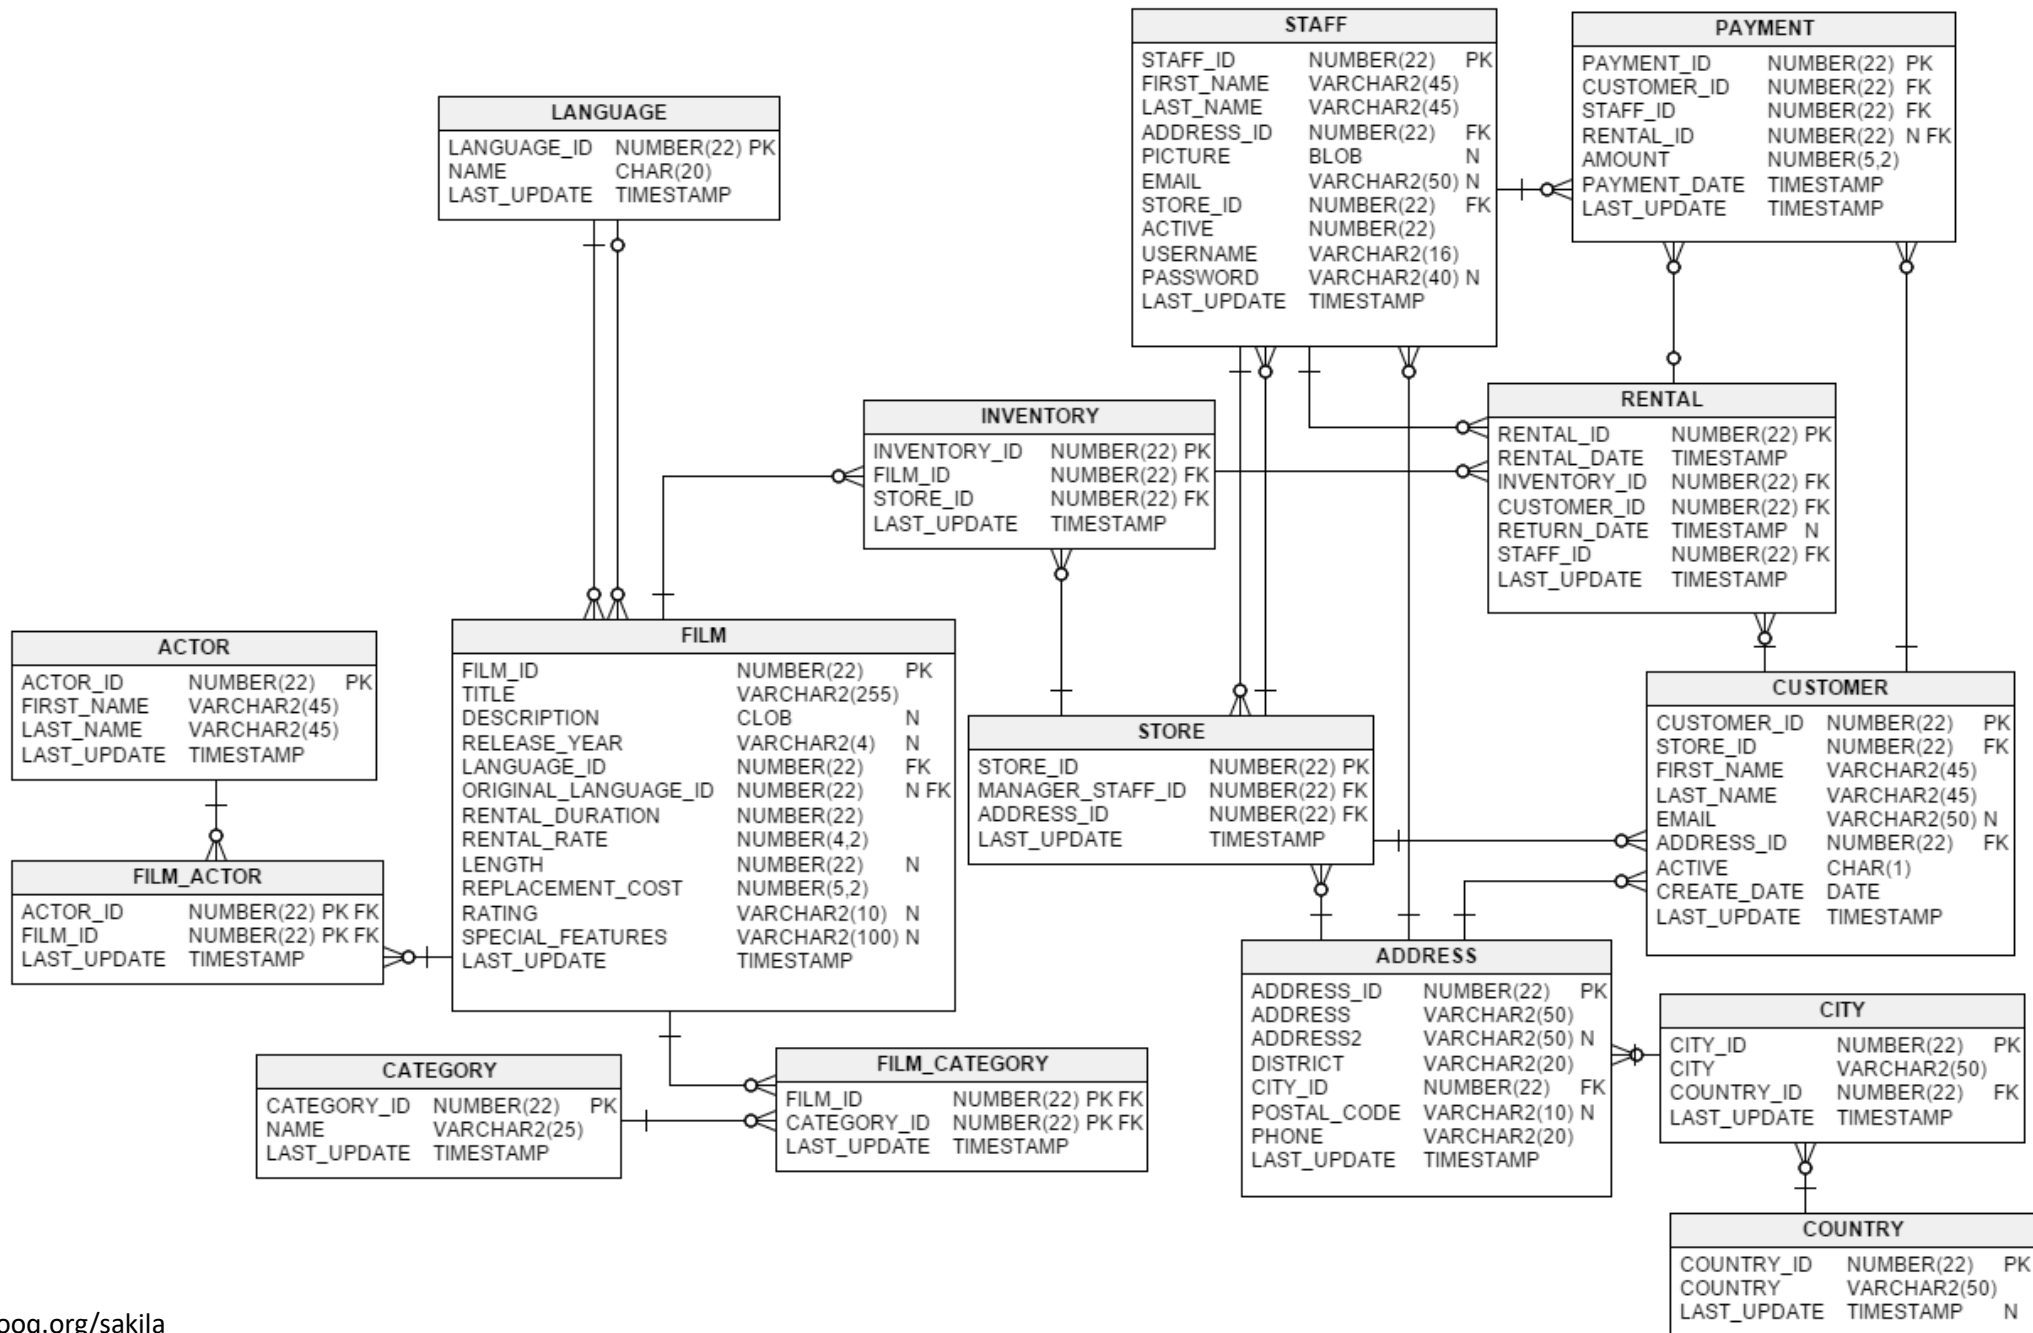 STAFF
STAFF_ID NUMBER(22) PK
FIRST_NAME VARCHAR2(45)
LAST_NAME VARCHAR2(45)
ADDRESS_ID NUMBER(22) FK
PICTURE BLOB N
EMAIL VARCHAR2(50) N
STORE_ID NUMBER(22) FK
ACTIVE NUMBER(22)
USERNAME VARCHAR2(16)
PASSWORD VARCHAR2(40) N
LAST_UPDATE TIMESTAMP
PAYMENT
PAYMENT_ID NUMBER(22) PK
CUSTOMER_ID NUMBER(22) FK
STAFF_ID NUMBER(22) FK
RENTAL_ID NUMBER(22) N FK
AMOUNT NUMBER(5,2)
PAYMENT_DATE TIMESTAMP
LAST_UPDATE TIMESTAMP
LANGUAGE
LANGUAGE_ID NUMBER(22) PK
NAME CHAR(20)
LAST_UPDATE TIMESTAMP
INVENTORY
INVENTORY_ID NUMBER(22) PK
FILM_ID NUMBER(22) FK
STORE_ID NUMBER(22) FK
LAST_UPDATE TIMESTAMP
RENTAL
RENTAL_ID NUMBER(22) PK
RENTAL_DATE TIMESTAMP
INVENTORY_ID NUMBER(22) FK
CUSTOMER_ID NUMBER(22) FK
RETURN_DATE TIMESTAMP N
STAFF_ID NUMBER(22) FK
LAST_UPDATE TIMESTAMP
ACTOR
ACTOR_ID NUMBER(22) PK
FIRST_NAME VARCHAR2(45)
LAST_NAME VARCHAR2(45)
LAST_UPDATE TIMESTAMP
FILM
FILM_ID NUMBER(22) PK
TITLE VARCHAR2(255)
DESCRIPTION CLOB N
RELEASE_YEAR VARCHAR2(4) N
LANGUAGE_ID NUMBER(22) FK
ORIGINAL_LANGUAGE_ID NUMBER(22) N FK
RENTAL_DURATION NUMBER(22)
RENTAL_RATE NUMBER(4,2)
LENGTH NUMBER(22) N
REPLACEMENT_COST NUMBER(5,2)
RATING VARCHAR2(10) N
SPECIAL_FEATURES VARCHAR2(100) N
LAST_UPDATE TIMESTAMP
STORE
STORE_ID NUMBER(22) PK
MANAGER_STAFF_ID NUMBER(22) FK
ADDRESS_ID NUMBER(22) FK
LAST_UPDATE TIMESTAMP
CUSTOMER
CUSTOMER_ID NUMBER(22) PK
STORE_ID NUMBER(22) FK
FIRST_NAME VARCHAR2(45)
LAST_NAME VARCHAR2(45)
EMAIL VARCHAR2(50) N
ADDRESS_ID NUMBER(22) FK
ACTIVE CHAR(1)
CREATE_DATE DATE
LAST_UPDATE TIMESTAMP
FILM_ACTOR
ACTOR_ID NUMBER(22) PK FK
FILM_ID NUMBER(22) PK FK
LAST_UPDATE TIMESTAMP
ADDRESS
ADDRESS_ID NUMBER(22) PK
ADDRESS VARCHAR2(50)
ADDRESS2 VARCHAR2(50) N
DISTRICT VARCHAR2(20)
CITY_ID NUMBER(22) FK
POSTAL_CODE VARCHAR2(10) N
PHONE VARCHAR2(20)
LAST_UPDATE TIMESTAMP
CITY
CITY_ID NUMBER(22) PK
CITY VARCHAR2(50)
COUNTRY_ID NUMBER(22) FK
LAST_UPDATE TIMESTAMP
CATEGORY
CATEGORY_ID NUMBER(22) PK
NAME VARCHAR2(25)
LAST_UPDATE TIMESTAMP
FILM_CATEGORY
FILM_ID NUMBER(22) PK FK
CATEGORY_ID NUMBER(22) PK FK
LAST_UPDATE TIMESTAMP
COUNTRY
COUNTRY_ID NUMBER(22) PK
COUNTRY VARCHAR2(50)
LAST_UPDATE TIMESTAMP N
ooq.org/sakila